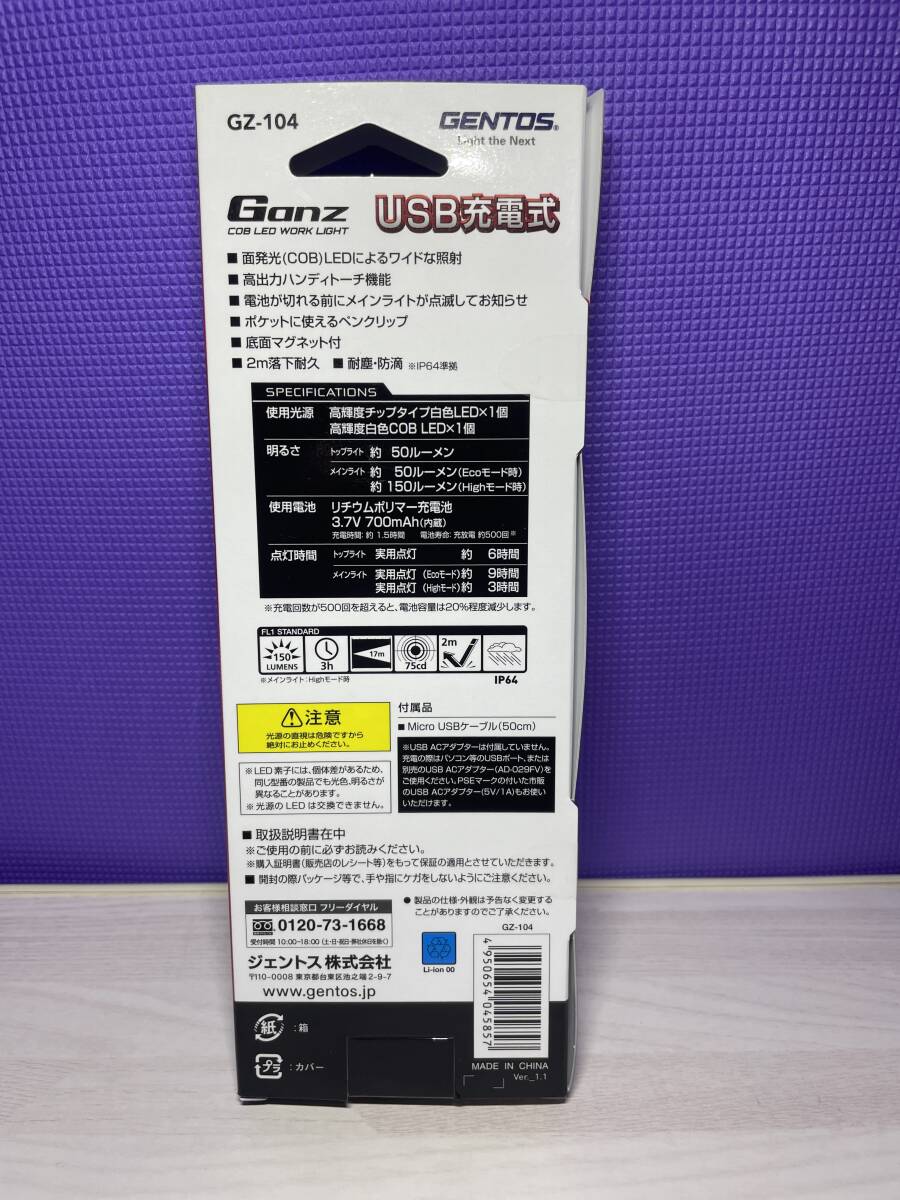 GZ-104
GENTOS®
Light the Next
Ganz
COB LED WORK LIGHT
USB充電式
■ 面発光(COB)LEDによるワイドな照射
■ 高出力ハンディトーチ機能
■ 電池が切れる前にメインライトが点滅してお知らせ
■ ポケットに使えるペンクリップ
■ 底面マグネット付
■ 2m落下耐久 ■ 耐塵・防滴 ※IP64準拠
SPECIFICATIONS
使用光源 高輝度チップタイプ白色LED×1個
高輝度白色COB LED×1個
明るさ トップライト 約 50ルーメン
メインライト 約 50ルーメン(Ecoモード時)
約 150ルーメン(Highモード時)
使用電池 リチウムポリマー充電池
3.7V 700mAh(内蔵)
充電時間: 約 1.5時間 電池寿命: 充放電 約500回※
点灯時間 トップライト 実用点灯 約 6時間
メインライト 実用点灯 (Ecoモード) 約 9時間
実用点灯 (Highモード) 約 3時間
※充電回数が500回を超えると、電池容量は20%程度減少します。
FL1 STANDARD
150 LUMENS 3h 17m 75cd 2m IP64
※メインライト: Highモード時
注意
光源の直視は危険ですから
絶対にお止めください。
付属品
■ Micro USBケーブル(50cm)
※USB ACアダプターは付属していません。
充電の際はパソコン等のUSBポート、または
別売のUSB ACアダプター(AD-029FV)を
ご使用ください。PSEマークの付いた市販
のUSB ACアダプター(5V/1A)もお使い
いただけます。
※LED素子には、個体差があるため、
同じ型番の製品でも光色、明るさが
異なることがあります。
※光源のLEDは交換できません。
■ 取扱説明書在中
※ご使用の前に必ずお読みください。
※購入証明書(販売店のレシート等)をもって保証の適用とさせていただきます。
■ 開封の際パッケージ等で、手や指にケガをしないようにご注意ください。
お客様相談窓口 フリーダイヤル
0120-73-1668
受付時間 10:00~18:00 (土・日・祝日・弊社休日を除く)
ジェントス株式会社
〒110-0008 東京都台東区池之端2-9-7
www.gentos.jp
● 製品の仕様・外観は予告なく変更する
ことがありますのでご了承ください。
Li-ion 00
GZ-104
4950654045857
紙 :箱
プラ :カバー
MADE IN CHINA
Ver._1.1